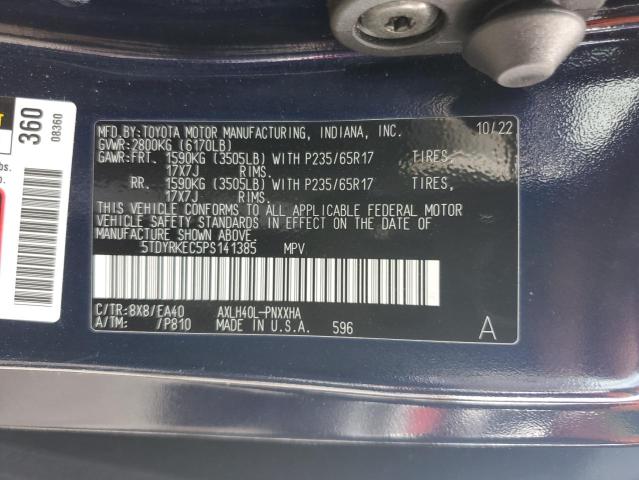 360
08360
MFD. BY: TOYOTA MOTOR MANUFACTURING, INDIANA, INC. 10/22
GVWR: 2800KG (6170LB)
GAWR: FRT. 1590KG (3505LB) WITH P235/65R17 TIRES,
17X7J RIMS.
RR. 1590KG (3505LB) WITH P235/65R17 TIRES,
17X7J RIMS.
THIS VEHICLE CONFORMS TO ALL APPLICABLE FEDERAL MOTOR
VEHICLE SAFETY STANDARDS IN EFFECT ON THE DATE OF
MANUFACTURE SHOWN ABOVE.
5TDYRKEC5PS141385 MPV
C/TR: 8X8/EA40 AXLH40L-PNXXHA
A/TM: /P810 MADE IN U.S.A. 596 A